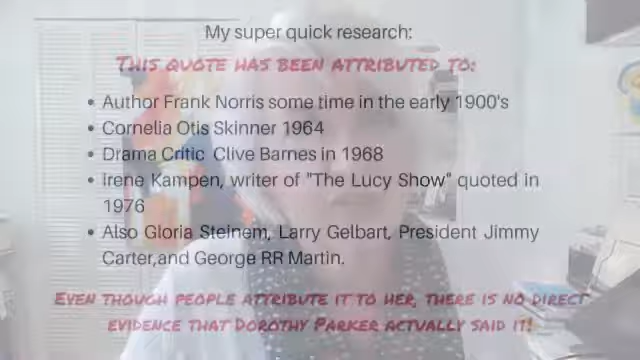 My super quick research:
THIS QUOTE HAS BEEN ATTRIBUTED TO:
• Author Frank Norris some time in the early 1900's
• Cornelia Otis Skinner 1964
• Drama Critic Clive Barnes in 1968
• Irene Kampen, writer of "The Lucy Show" quoted in
1976
• Also Gloria Steinem, Larry Gelbart, President Jimmy
Carter,and George RR Martin.
EVEN THOUGH PEOPLE ATTRIBUTE IT TO HER, THERE IS NO DIRECT
EVIDENCE THAT DOROTHY PARKER ACTUALLY SAID IT!